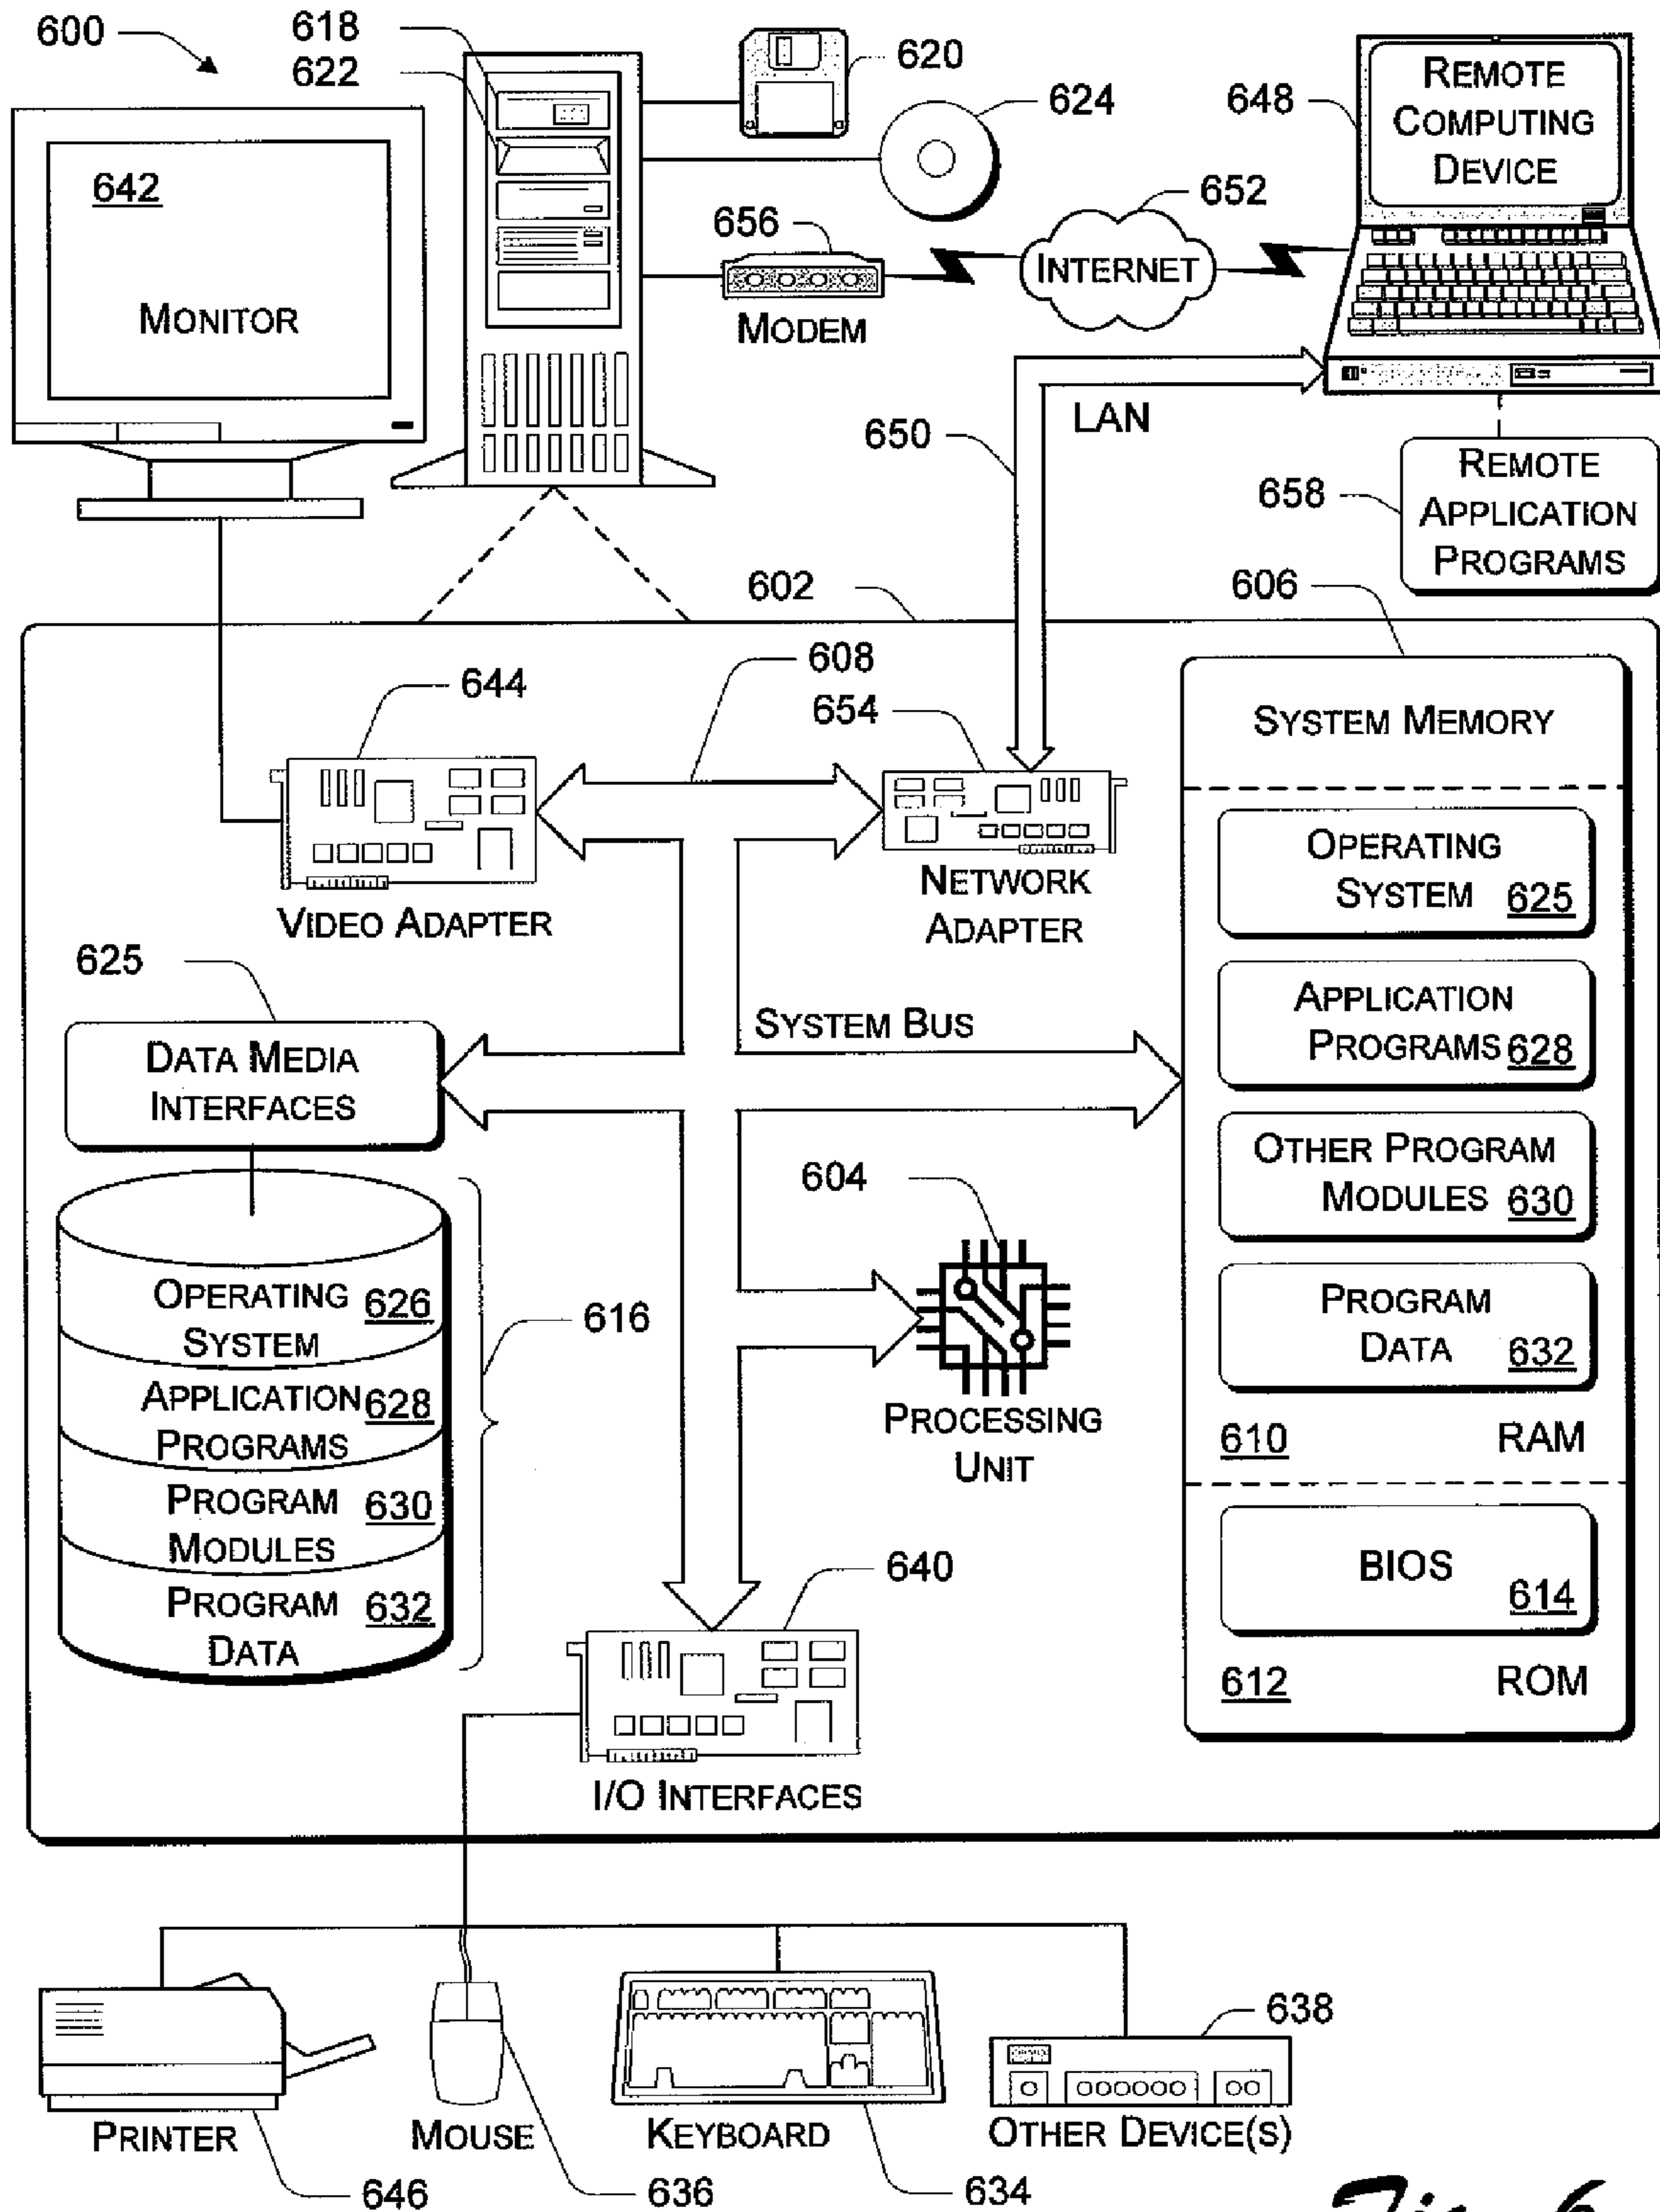 600
618
622
620
624
648
REMOTE
COMPUTING
DEVICE
642
MONITOR
656
MODEM
652
INTERNET
650
LAN
658
REMOTE
APPLICATION
PROGRAMS
602
606
608
644
654
VIDEO ADAPTER
NETWORK
ADAPTER
SYSTEM MEMORY
OPERATING
SYSTEM 625
APPLICATION
PROGRAMS 628
OTHER PROGRAM
MODULES 630
PROGRAM
DATA 632
610 RAM
BIOS
614
612 ROM
625
DATA MEDIA
INTERFACES
SYSTEM BUS
604
PROCESSING
UNIT
OPERATING 626
SYSTEM
APPLICATION 628
PROGRAMS
PROGRAM 630
MODULES
PROGRAM 632
DATA
616
640
I/O INTERFACES
638
PRINTER
MOUSE
KEYBOARD
OTHER DEVICE(S)
646
636
634
Fig. 6